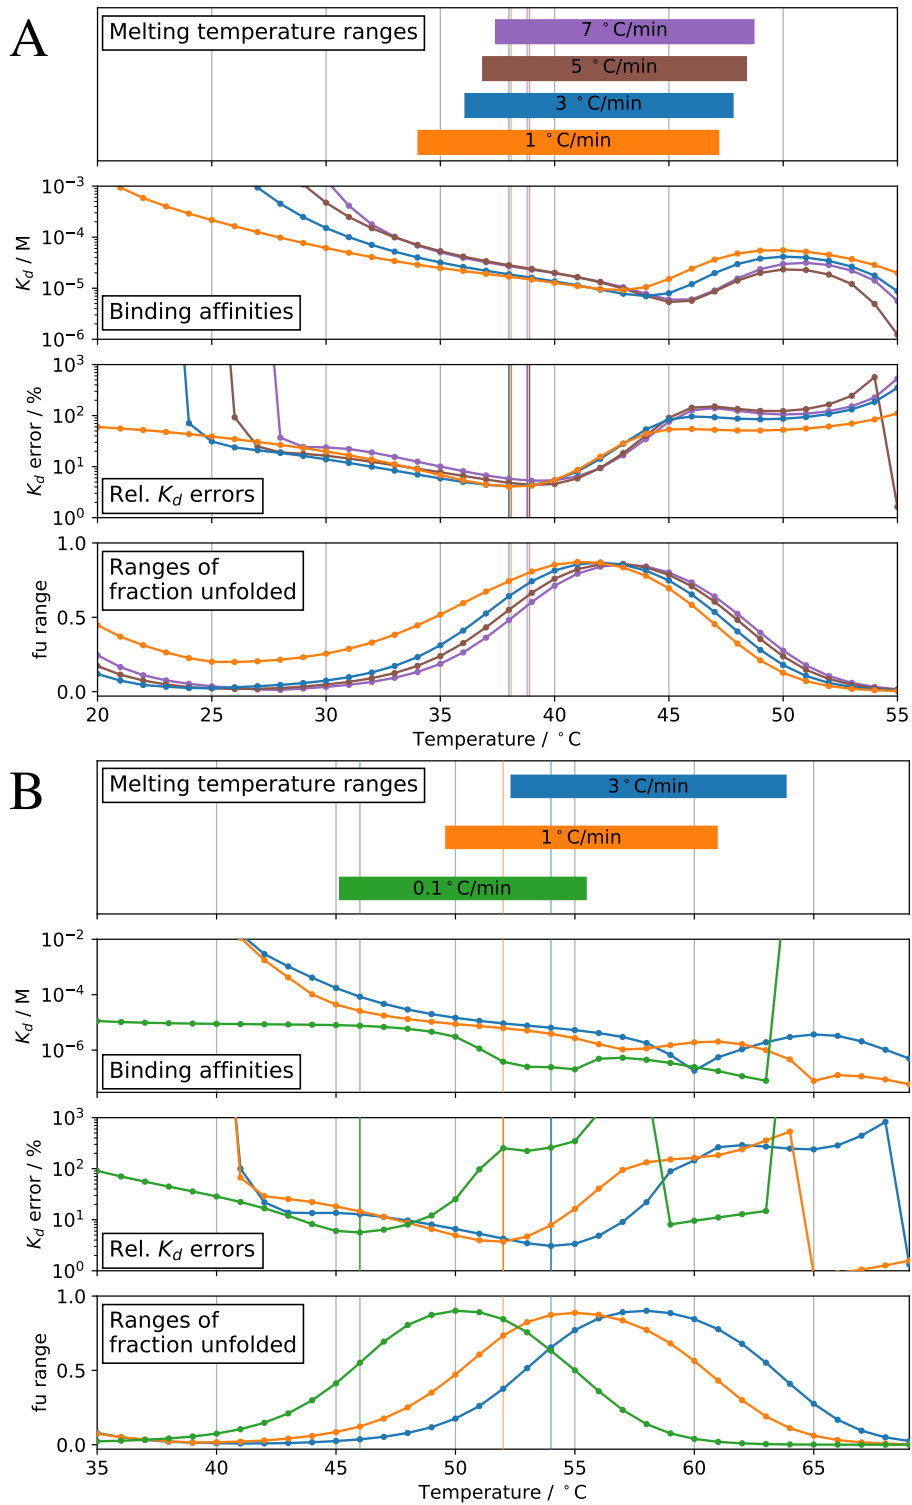 A
Melting temperature ranges
7 °C/min
5 °C/min
3 °C/min
1 °C/min
10⁻³
10⁻⁴
10⁻⁵
10⁻⁶
K_d / M
Binding affinities
10³
10²
10¹
10⁰
K_d error / %
Rel. K_d errors
1.0
0.5
0.0
fu range
Ranges of
fraction unfolded
20 25 30 35 40 45 50 55
Temperature / °C
B
Melting temperature ranges
3°C/min
1°C/min
0.1°C/min
10⁻²
10⁻⁴
10⁻⁶
K_d / M
Binding affinities
10³
10²
10¹
10⁰
K_d error / %
Rel. K_d errors
1.0
0.5
0.0
fu range
Ranges of
fraction unfolded
35 40 45 50 55 60 65
Temperature / °C